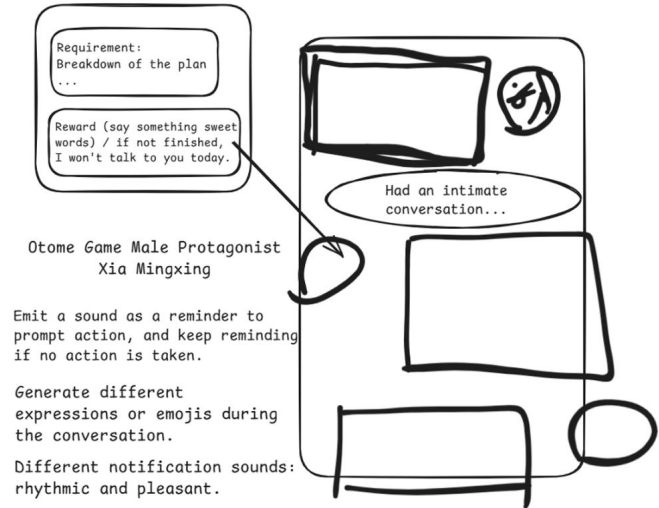 Requirement:
Breakdown of the plan
...
Reward (say something sweet
words) / if not finished,
I won't talk to you today.
Had an intimate
conversation...
Otome Game Male Protagonist
Xia Mingxing
Emit a sound as a reminder to
prompt action, and keep reminding
if no action is taken.
Generate different
expressions or emojis during
the conversation.
Different notification sounds:
rhythmic and pleasant.